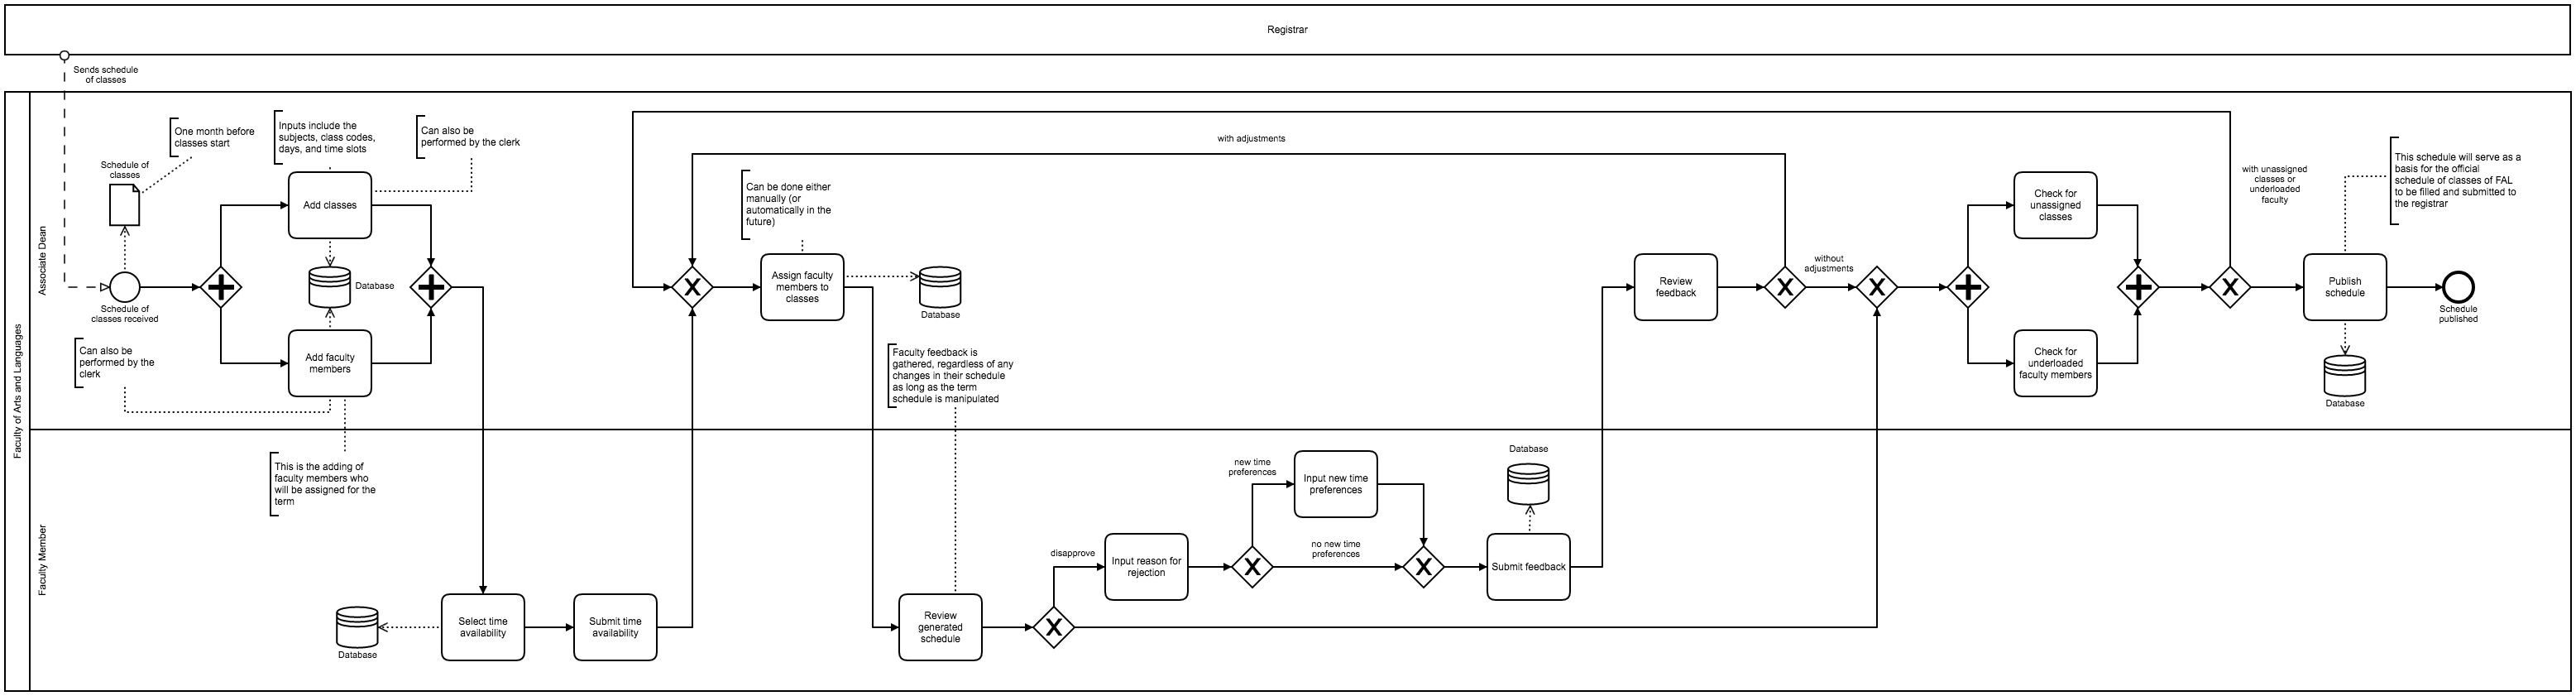 Registrar
Sends schedule
of classes
Faculty of Arts and Languages
Associate Dean
One month before
classes start
Schedule of
classes
Schedule of
classes received
Inputs include the
subjects, class codes,
days, and time slots
Can also be
performed by the clerk
Add classes
Database
Can also be
performed by the
clerk
Add faculty
members
with adjustments
Can be done either
manually (or
automatically in the
future)
Assign faculty
members to
classes
Database
Faculty feedback is
gathered, regardless of any
changes in their schedule
as long as the term
schedule is manipulated
Review
feedback
without
adjustments
Check for
unassigned
classes
Check for
underloaded
faculty members
with unassigned
classes or
underloaded
faculty
This schedule will serve as a
basis for the official
schedule of classes of FAL
to be filled and submitted to
the registrar
Publish
schedule
Schedule
published
Database
Faculty Member
This is the adding of
faculty members who
will be assigned for the
term
Database
Select time
availability
Submit time
availability
Review
generated
schedule
disapprove
Input reason for
rejection
new time
preferences
Input new time
preferences
no new time
preferences
Database
Submit feedback